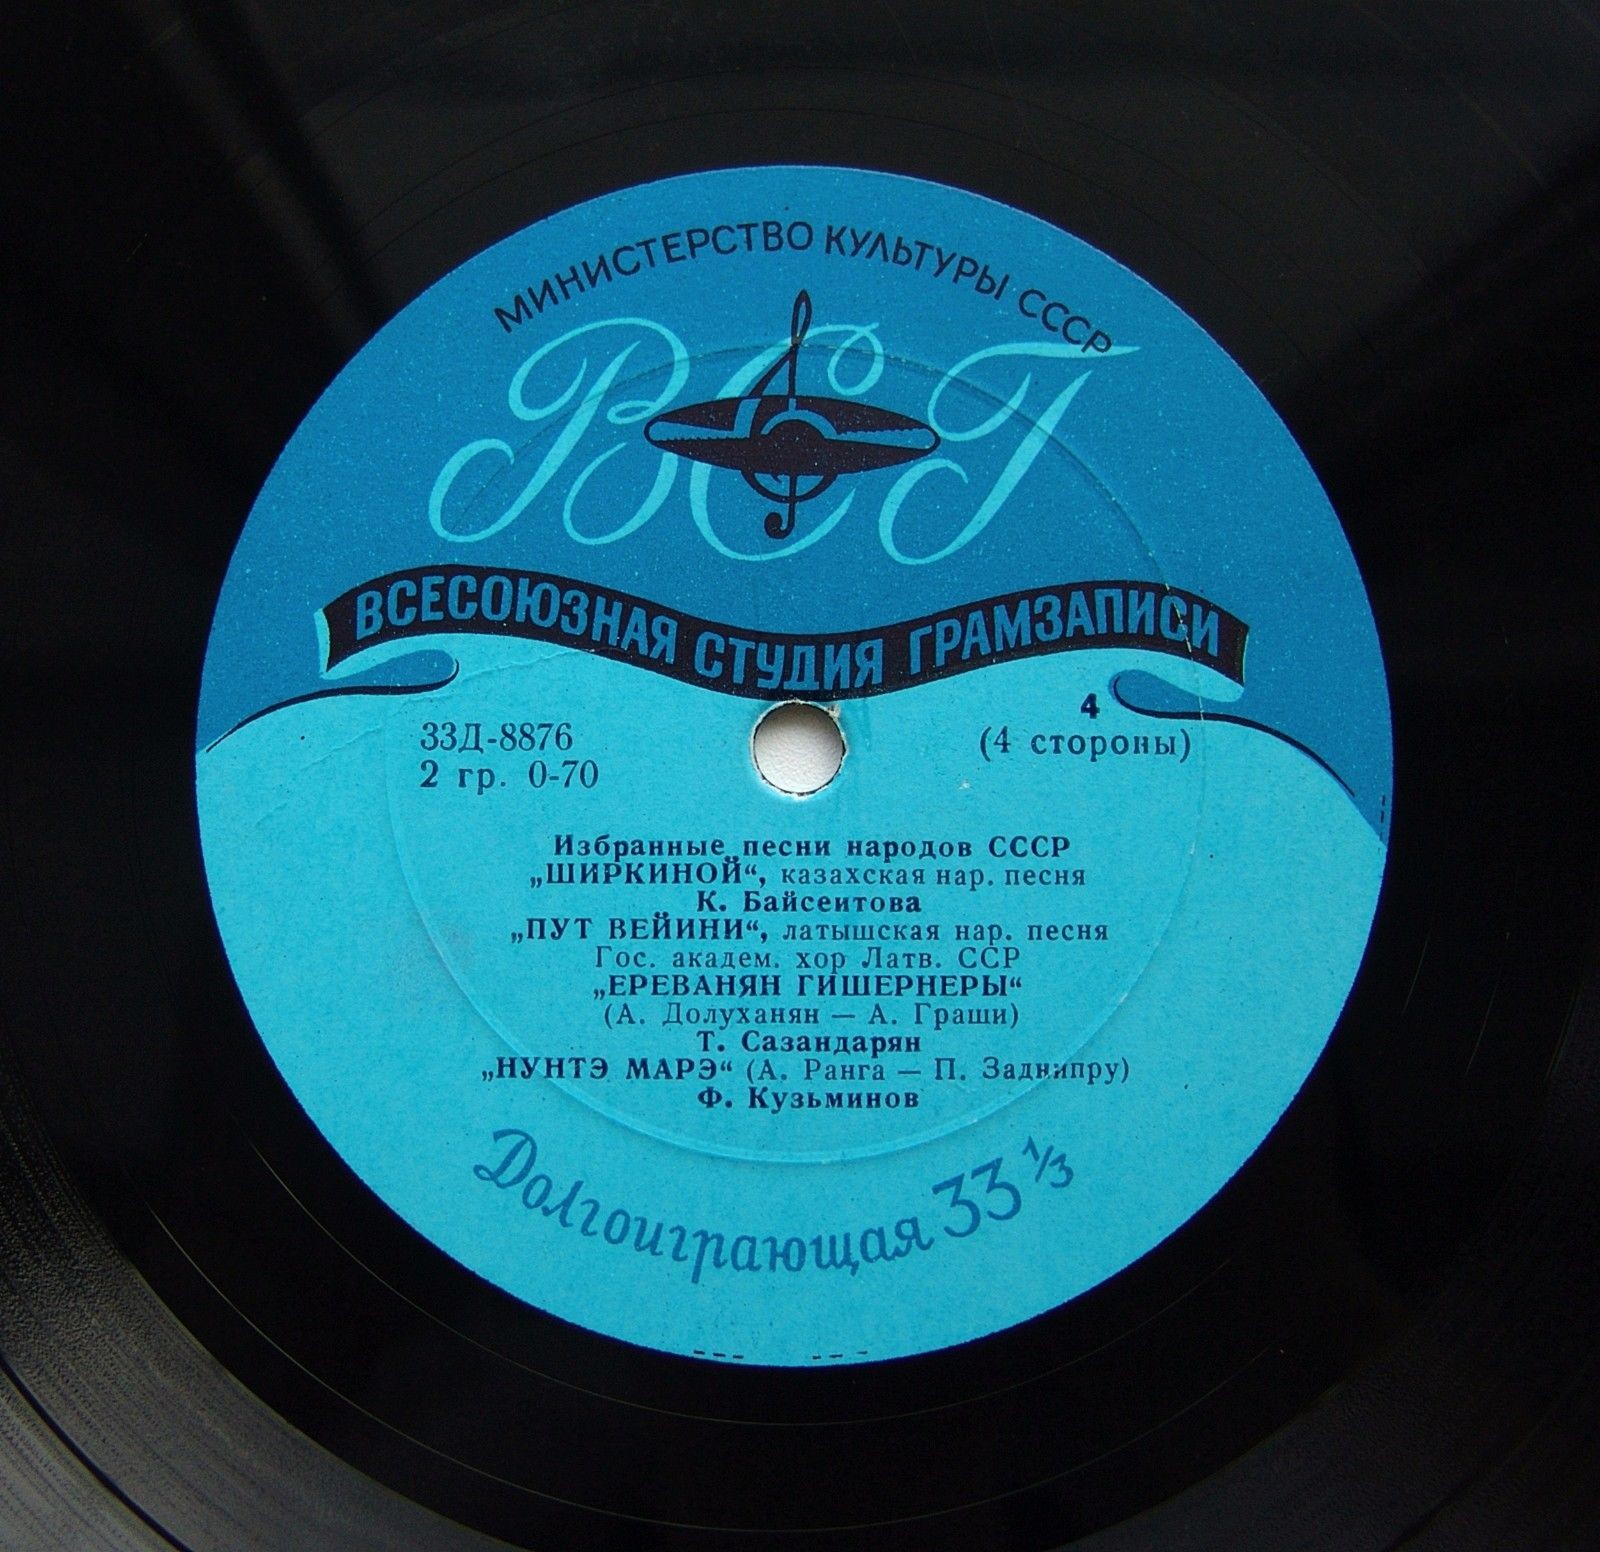 МИНИСТЕРСТВО КУЛЬТУРЫ СССР
ВСГ
ВСЕСОЮЗНАЯ СТУДИЯ ГРАМЗАПИСИ
33Д-8876
2 гр. 0-70
4
(4 стороны)
Избранные песни народов СССР
„ШИРКИНОЙ“, казахская нар. песня
К. Байсеитова
„ПУТ ВЕЙИНИ“, латышская нар. песня
Гос. академ. хор Латв. ССР
„ЕРЕВАНЯН ГИШЕРНЕРЫ“
(А. Долуханян — А. Граши)
Т. Сазандарян
„НУНТЭ МАРЭ“ (А. Ранга — П. Заднипру)
Ф. Кузьминов
Долгоиграющая 33 1/3